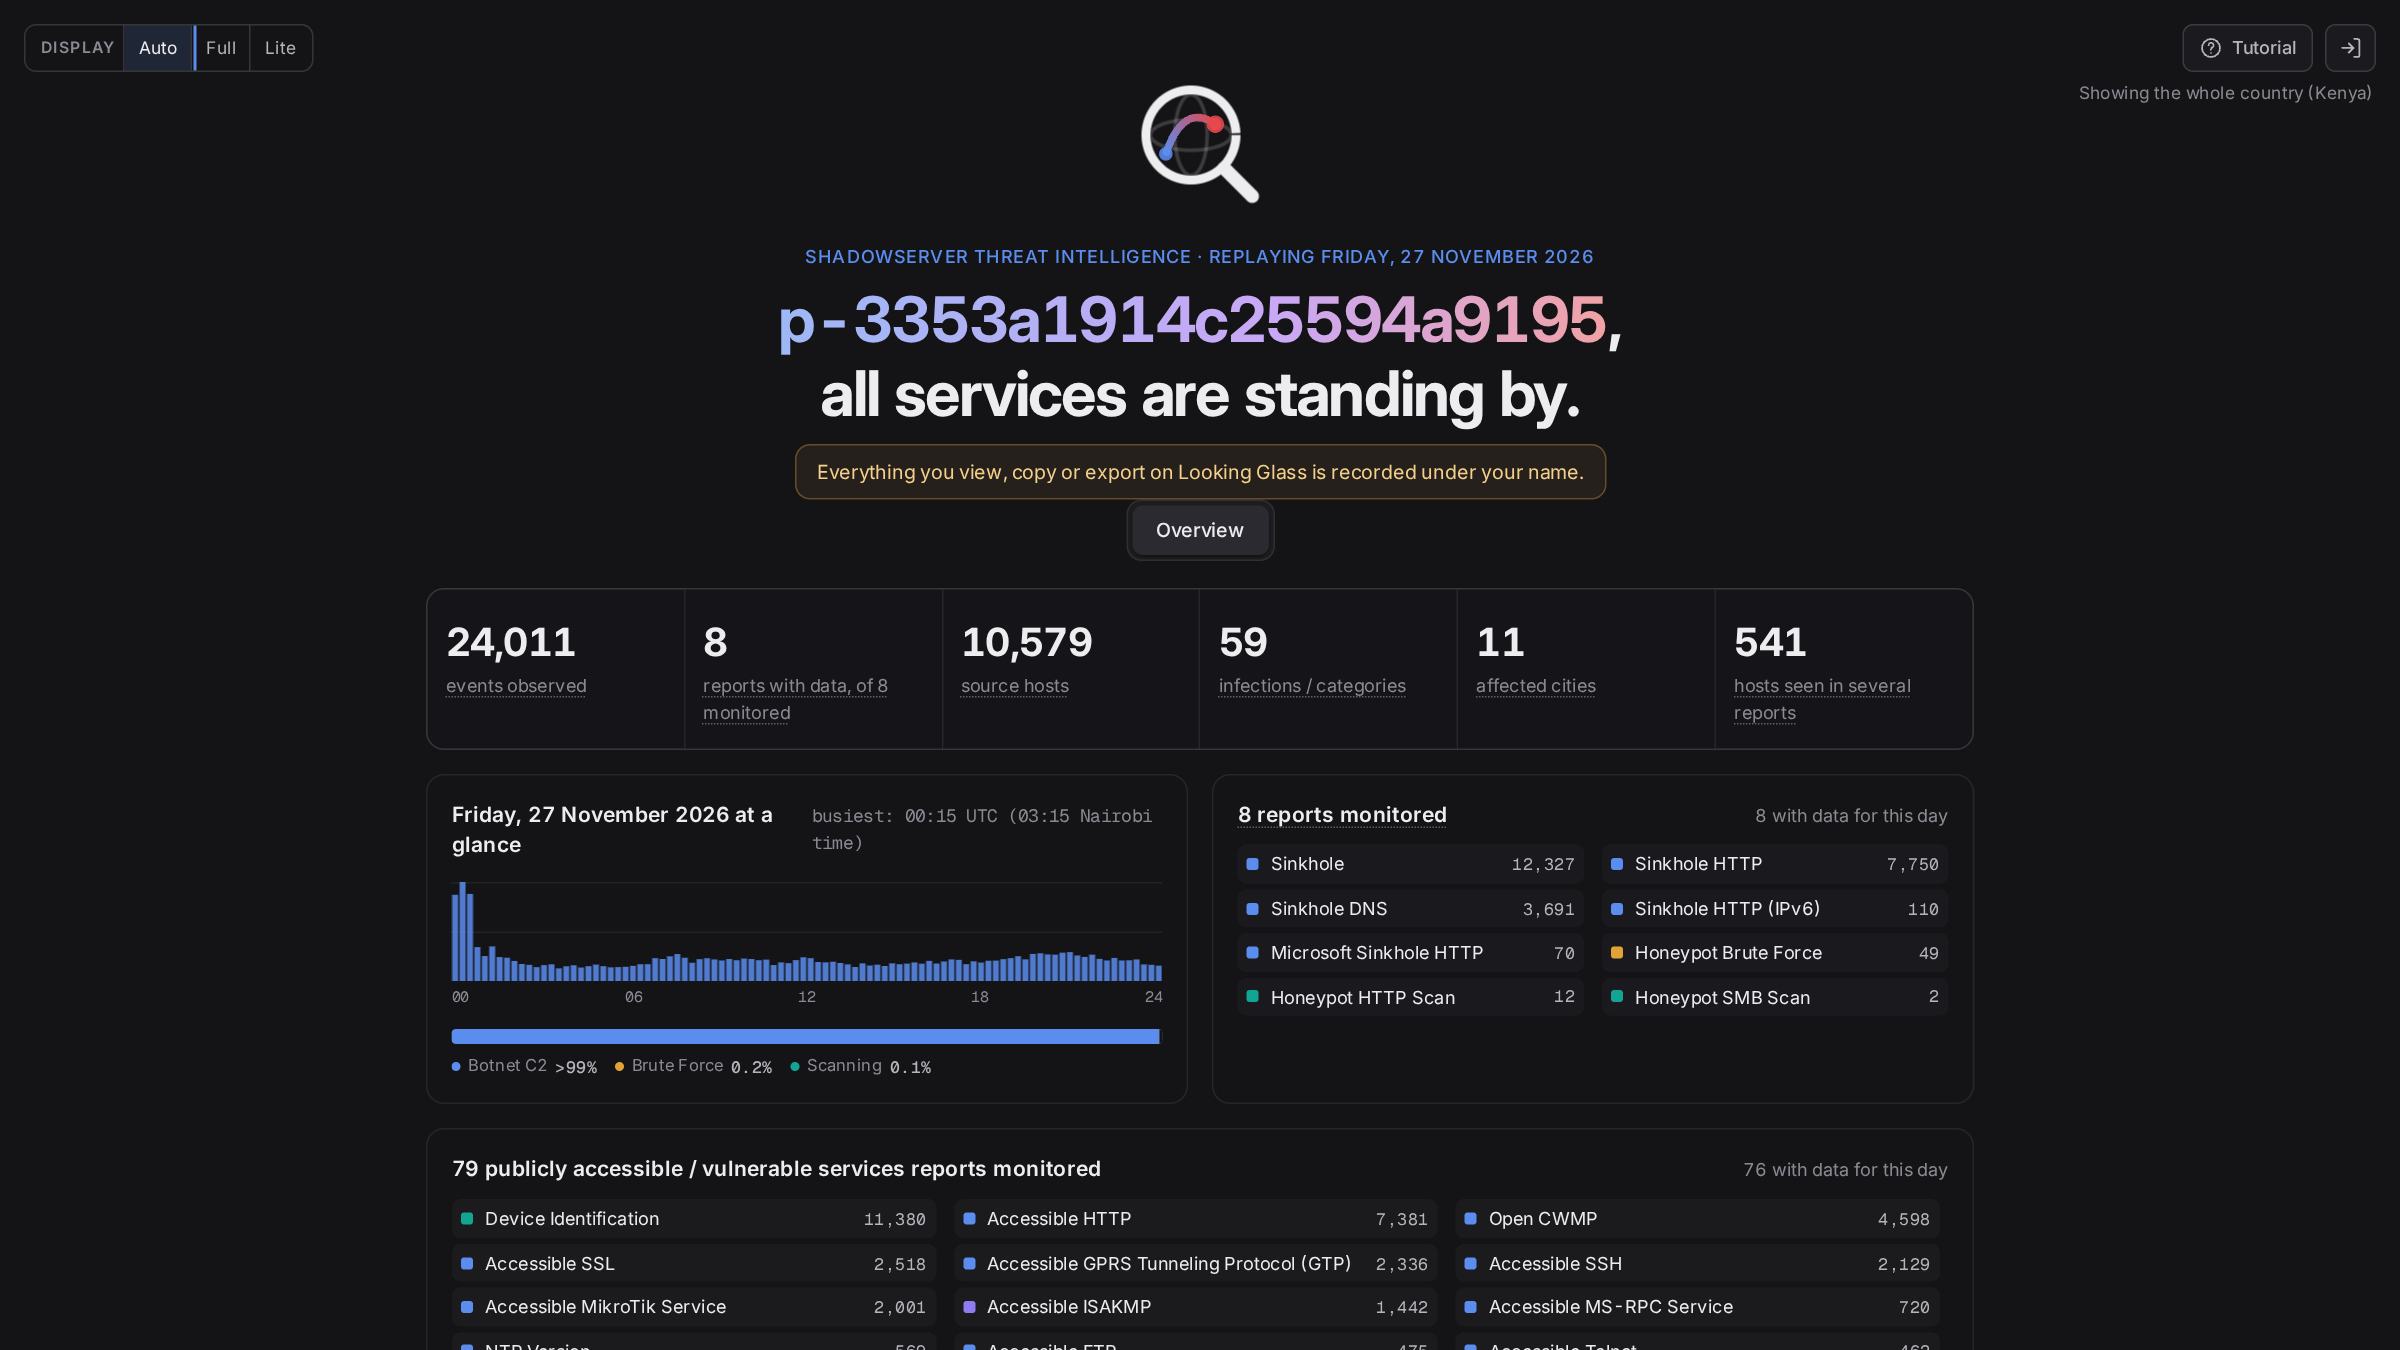 DISPLAY Auto Full Lite
Tutorial
Showing the whole country (Kenya)
SHADOWSERVER THREAT INTELLIGENCE · REPLAYING FRIDAY, 27 NOVEMBER 2026
p-3353a1914c25594a9195,
all services are standing by.
Everything you view, copy or export on Looking Glass is recorded under your name.
Overview
24,011
events observed
8
reports with data, of 8
monitored
10,579
source hosts
59
infections / categories
11
affected cities
541
hosts seen in several
reports
Friday, 27 November 2026 at a
glance
busiest: 00:15 UTC (03:15 Nairobi
time)
00 06 12 18 24
Botnet C2 >99% Brute Force 0.2% Scanning 0.1%
8 reports monitored
8 with data for this day
Sinkhole 12,327
Sinkhole HTTP 7,750
Sinkhole DNS 3,691
Sinkhole HTTP (IPv6) 110
Microsoft Sinkhole HTTP 70
Honeypot Brute Force 49
Honeypot HTTP Scan 12
Honeypot SMB Scan 2
79 publicly accessible / vulnerable services reports monitored
76 with data for this day
Device Identification 11,380
Accessible HTTP 7,381
Open CWMP 4,598
Accessible SSL 2,518
Accessible GPRS Tunneling Protocol (GTP) 2,336
Accessible SSH 2,129
Accessible MikroTik Service 2,001
Accessible ISAKMP 1,442
Accessible MS-RPC Service 720
NTP Version
Accessible FTP
Accessible Telnet